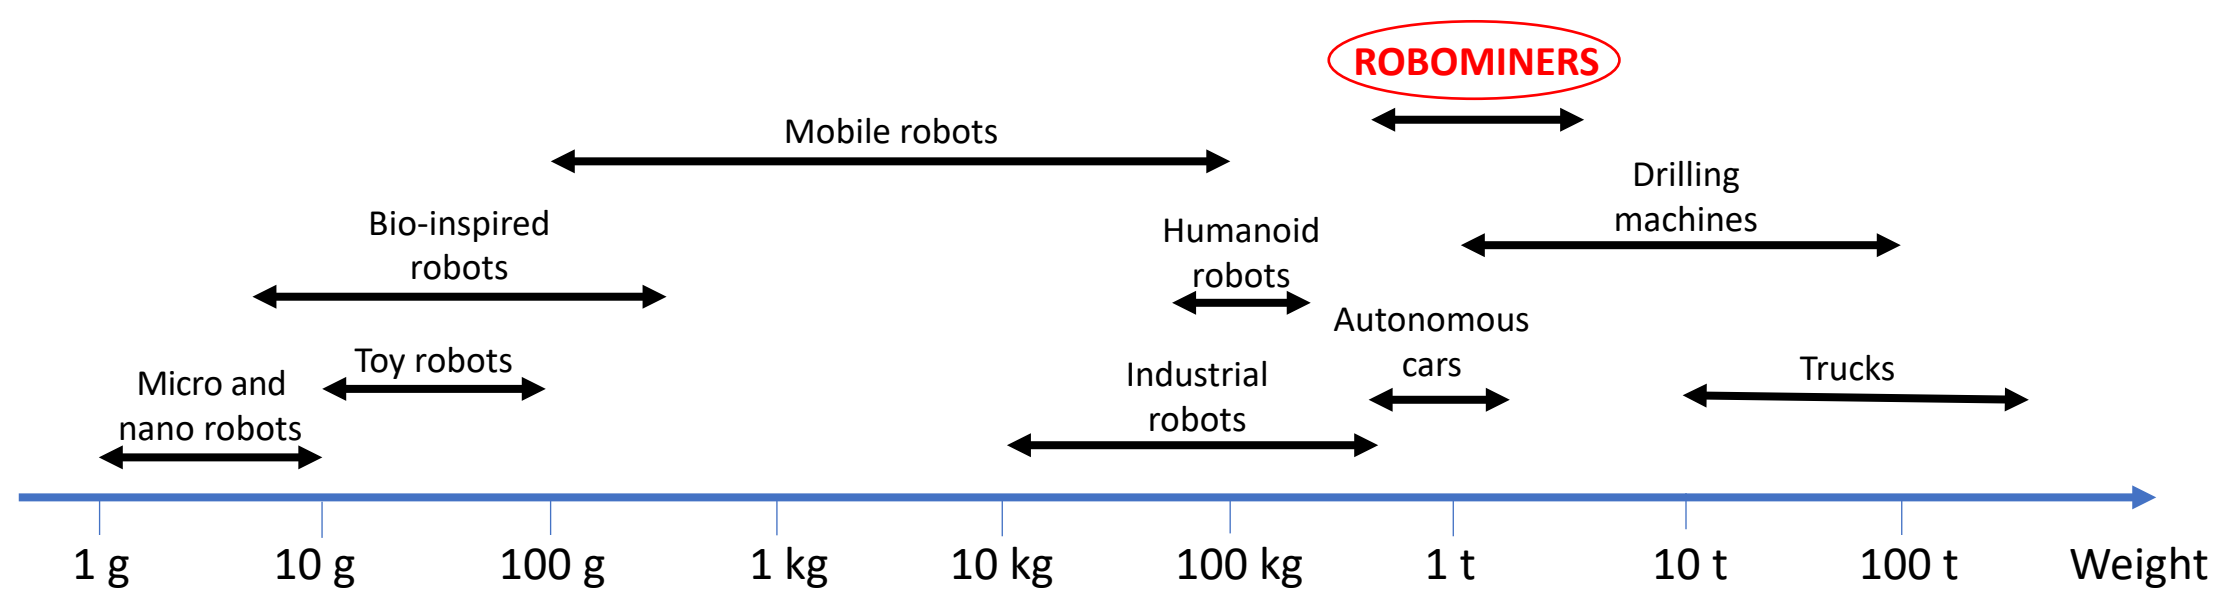 ROBOMINERS
Mobile robots
Drilling
machines
Bio-inspired
robots
Humanoid
robots
Autonomous
cars
Toy robots
Micro and
nano robots
Industrial
robots
Trucks
1 g
10 g
100 g
1 kg
10 kg
100 kg
1 t
10 t
100 t
Weight